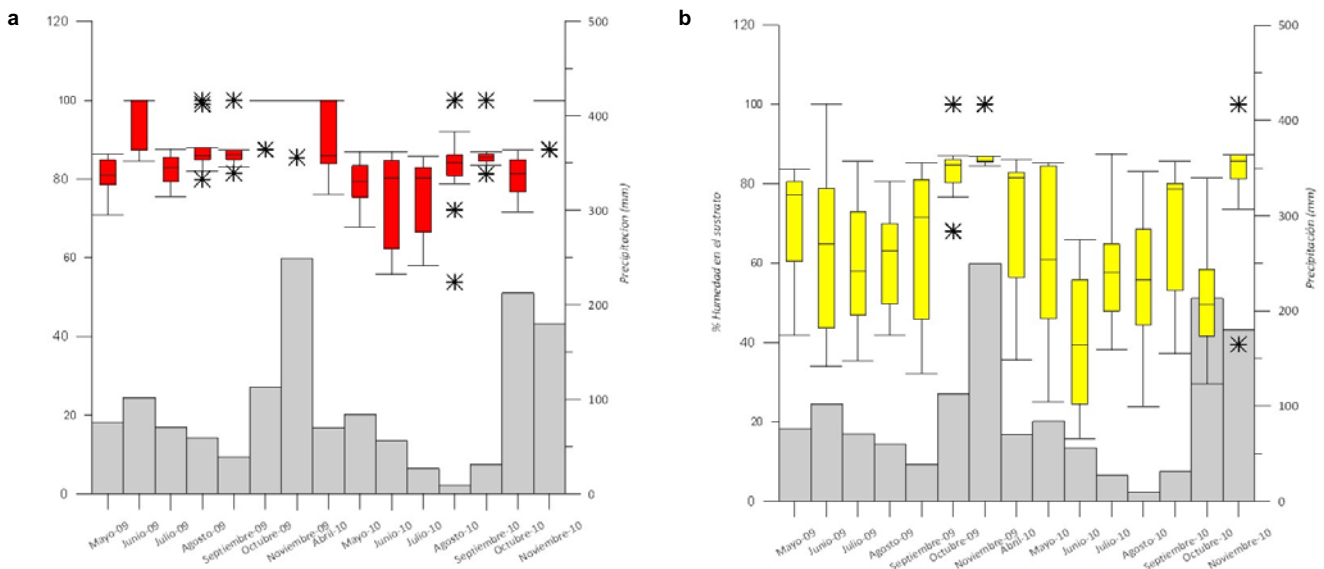 a
120
100
80
60
40
20
0
500
400
300
200
100
0
Precipitacion (mm)
Mayo-09
Junio-09
Julio-09
Agosto-09
Septiembre-09
Octubre-09
Noviembre-09
Abril-10
Mayo-10
Junio-10
Julio-10
Agosto-10
Septiembre-10
Octubre-10
Noviembre-10
b
% Humedad en el sustrato
120
100
80
60
40
20
0
500
400
300
200
100
0
Precipitación (mm)
Mayo-09
Junio-09
Julio-09
Agosto-09
Septiembre-09
Octubre-09
Noviembre-09
Abril-10
Mayo-10
Junio-10
Julio-10
Agosto-10
Septiembre-10
Octubre-10
Noviembre-10